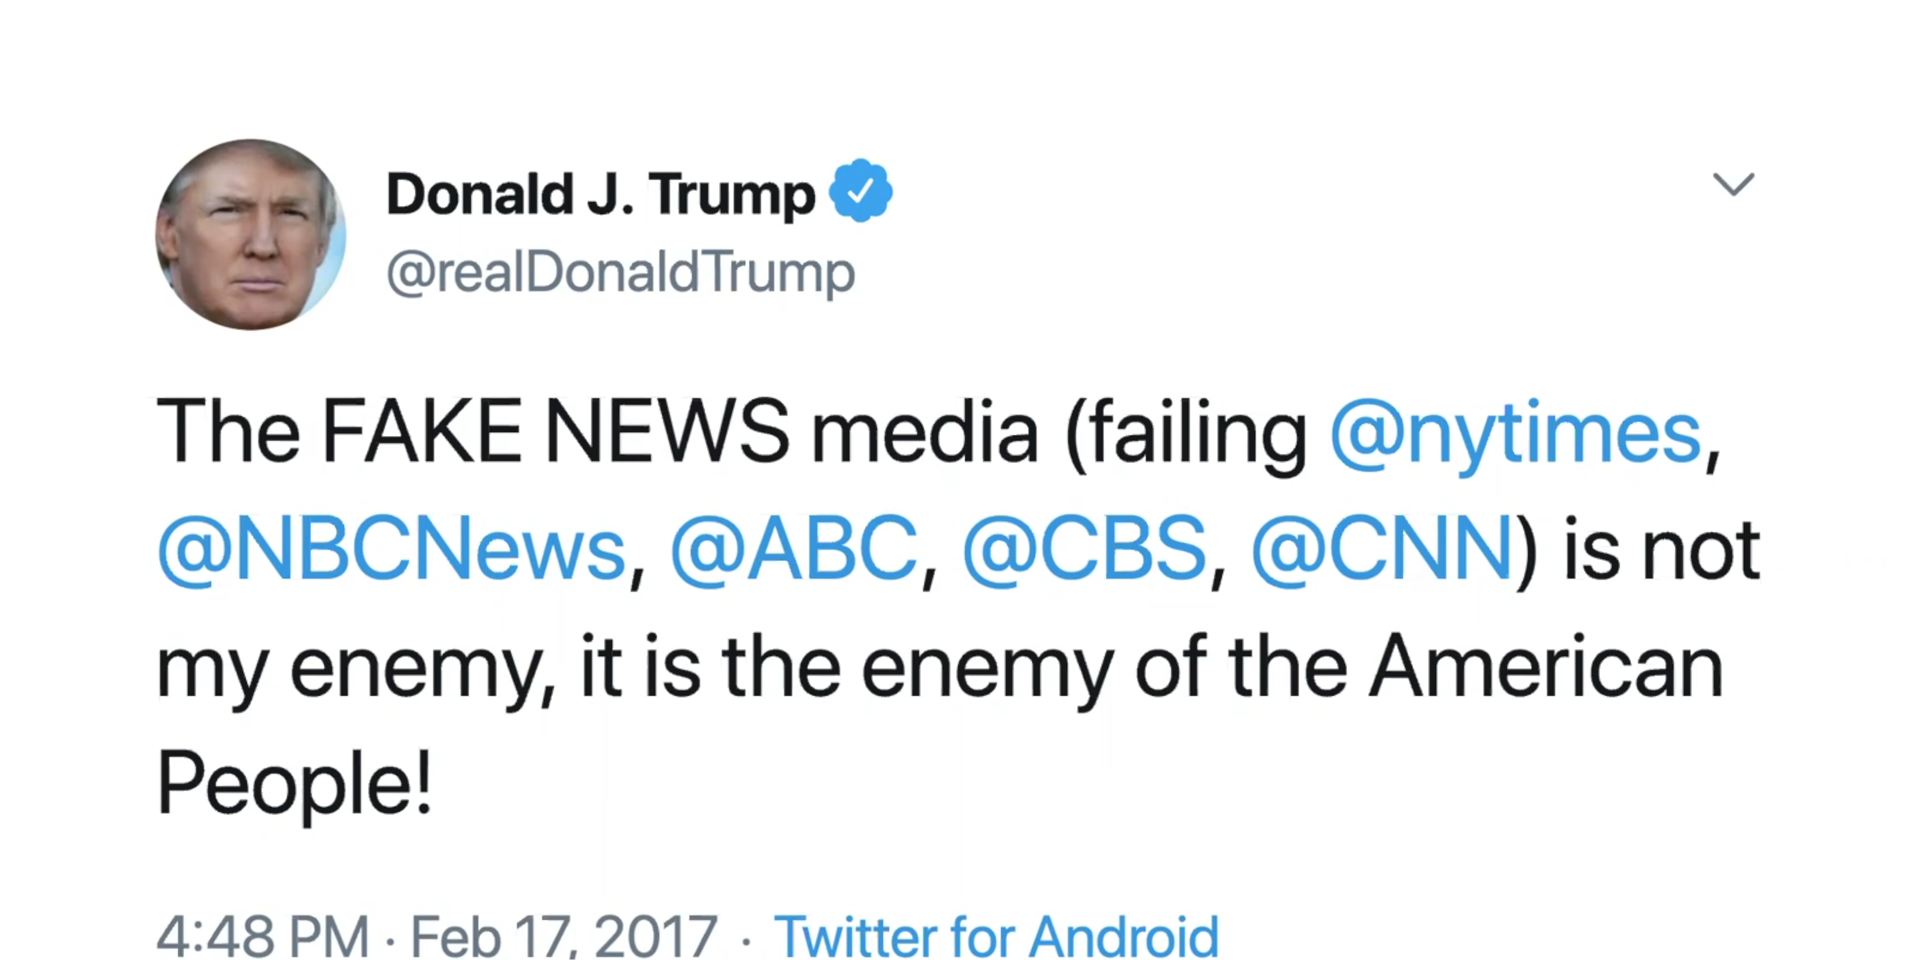 Donald J. Trump
@realDonaldTrump
The FAKE NEWS media (failing @nytimes,
@NBCNews, @ABC, @CBS, @CNN) is not
my enemy, it is the enemy of the American
People!
4:48 PM · Feb 17, 2017 · Twitter for Android